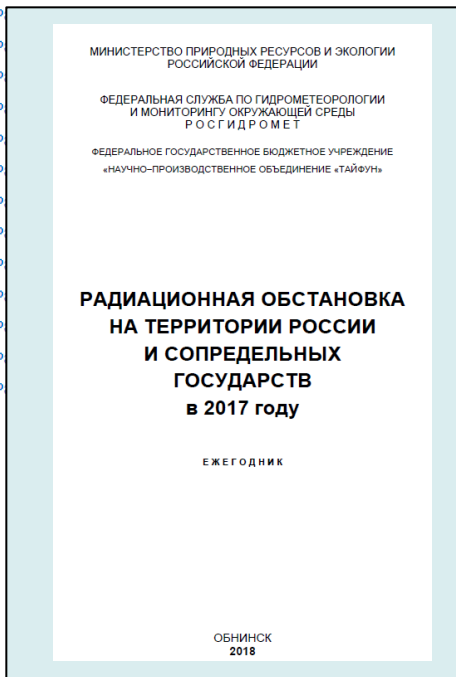 МИНИСТЕРСТВО ПРИРОДНЫХ РЕСУРСОВ И ЭКОЛОГИИ
РОССИЙСКОЙ ФЕДЕРАЦИИ
ФЕДЕРАЛЬНАЯ СЛУЖБА ПО ГИДРОМЕТЕОРОЛОГИИ
И МОНИТОРИНГУ ОКРУЖАЮЩЕЙ СРЕДЫ
Р О С Г И Д Р О М Е Т
ФЕДЕРАЛЬНОЕ ГОСУДАРСТВЕННОЕ БЮДЖЕТНОЕ УЧРЕЖДЕНИЕ
«НАУЧНО–ПРОИЗВОДСТВЕННОЕ ОБЪЕДИНЕНИЕ «ТАЙФУН»
РАДИАЦИОННАЯ ОБСТАНОВКА
НА ТЕРРИТОРИИ РОССИИ
И СОПРЕДЕЛЬНЫХ
ГОСУДАРСТВ
в 2017 году
ЕЖЕГОДНИК
ОБНИНСК
2018